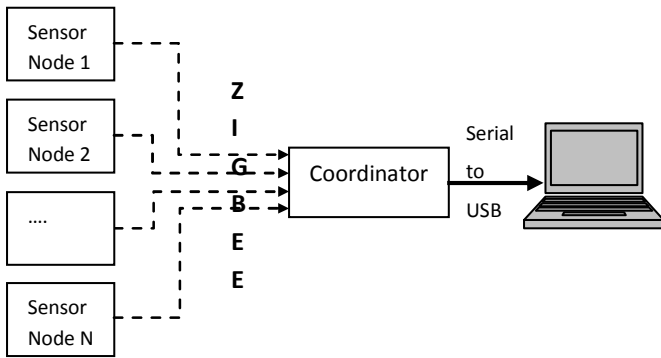 Sensor
Node 1
Sensor
Node 2
....
Sensor
Node N
Z
I
G
B
E
E
Coordinator
Serial
to
USB